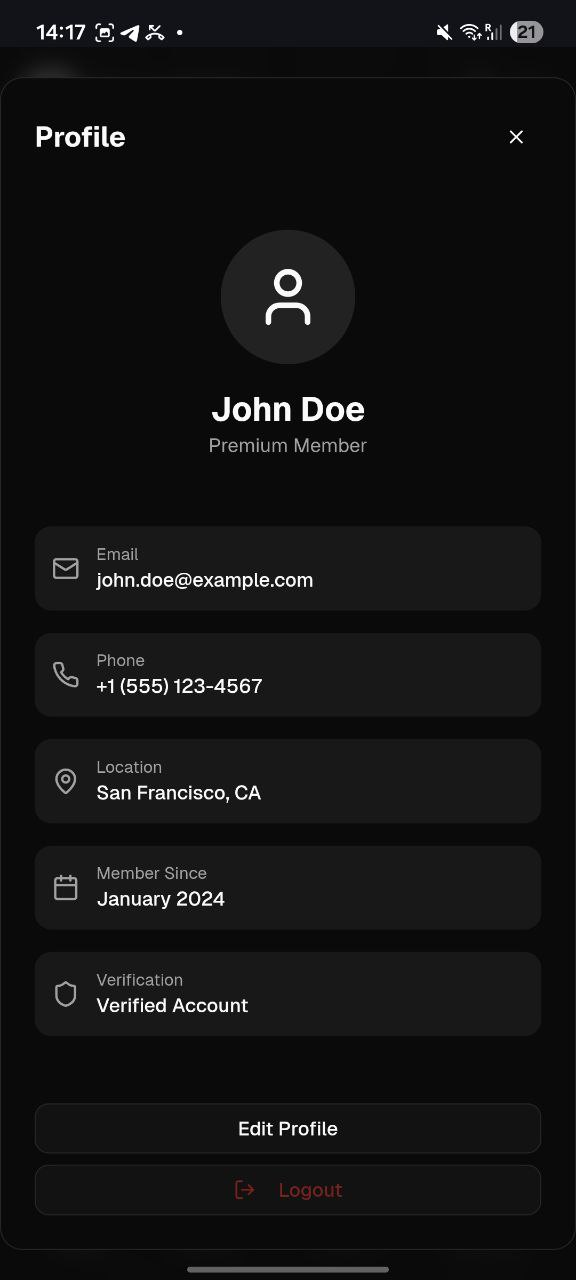 14:17
R
21
Profile
John Doe
Premium Member
Email
john.doe@example.com
Phone
+1 (555) 123-4567
Location
San Francisco, CA
Member Since
January 2024
Verification
Verified Account
Edit Profile
Logout